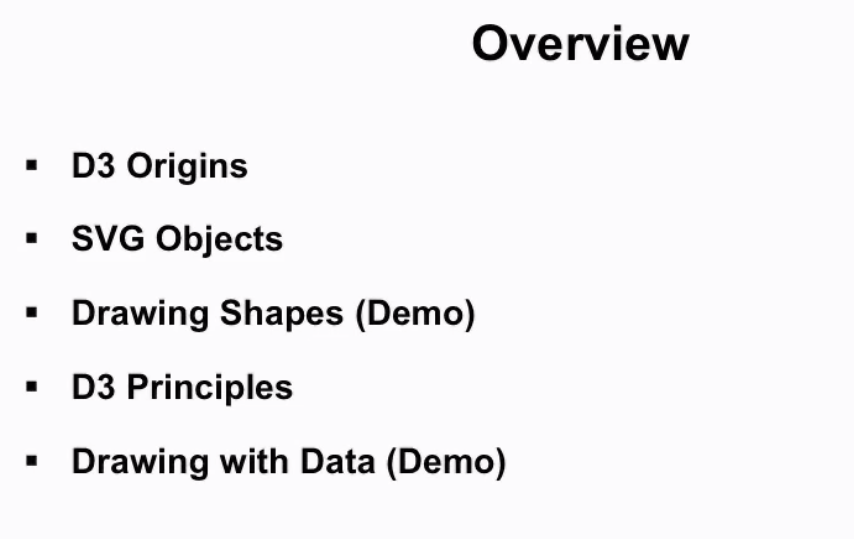 Overview
▪ D3 Origins
▪ SVG Objects
▪ Drawing Shapes (Demo)
▪ D3 Principles
▪ Drawing with Data (Demo)